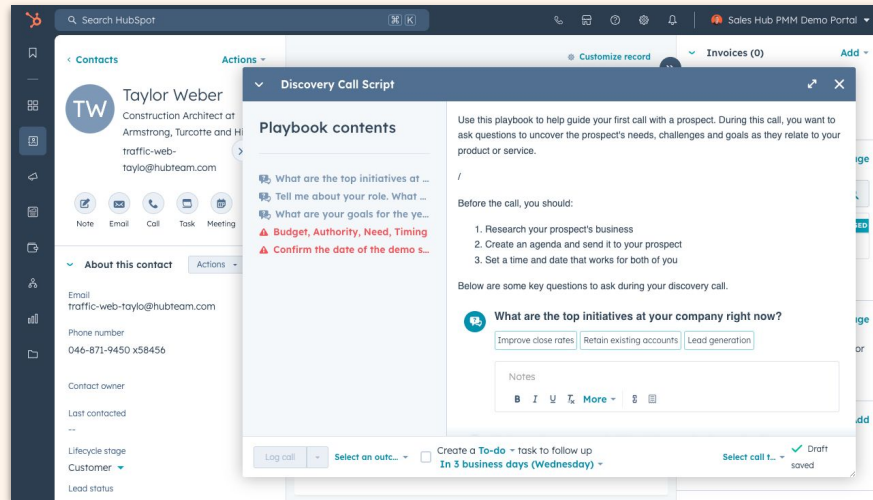 Search HubSpot
⌘ K
Sales Hub PMM Demo Portal
Contacts
Actions
TW
Taylor Weber
Construction Architect at
Armstrong, Turcotte and Hi
traffic-web-
taylo@hubteam.com
Note Email Call Task Meeting
About this contact
Actions
Email
traffic-web-taylo@hubteam.com
Phone number
046-871-9450 x58456
Contact owner
Last contacted
--
Lifecycle stage
Customer
Lead status
Customize record
Invoices (0)
Add
Discovery Call Script
Playbook contents
What are the top initiatives at ...
Tell me about your role. What ...
What are your goals for the ye...
Budget, Authority, Need, Timing
Confirm the date of the demo s...
Use this playbook to help guide your first call with a prospect. During this call, you want to
ask questions to uncover the prospect's needs, challenges and goals as they relate to your
product or service.
/
Before the call, you should:
1. Research your prospect's business
2. Create an agenda and send it to your prospect
3. Set a time and date that works for both of you
Below are some key questions to ask during your discovery call.
What are the top initiatives at your company right now?
Improve close rates Retain existing accounts Lead generation
Notes
B I U Tx More
Log call
Select an outc...
Create a To-do task to follow up
In 3 business days (Wednesday)
Select call t...
Draft
saved